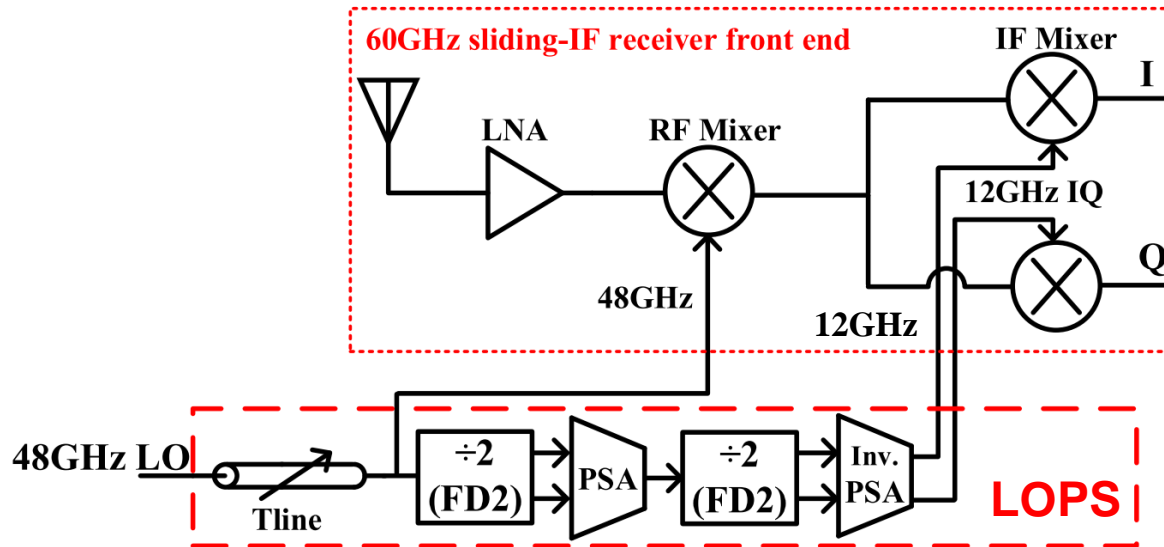 60GHz sliding-IF receiver front end
IF Mixer
I
LNA
RF Mixer
12GHz IQ
Q
48GHz
12GHz
48GHz LO
Tline
÷2
(FD2)
PSA
÷2
(FD2)
Inv.
PSA
LOPS